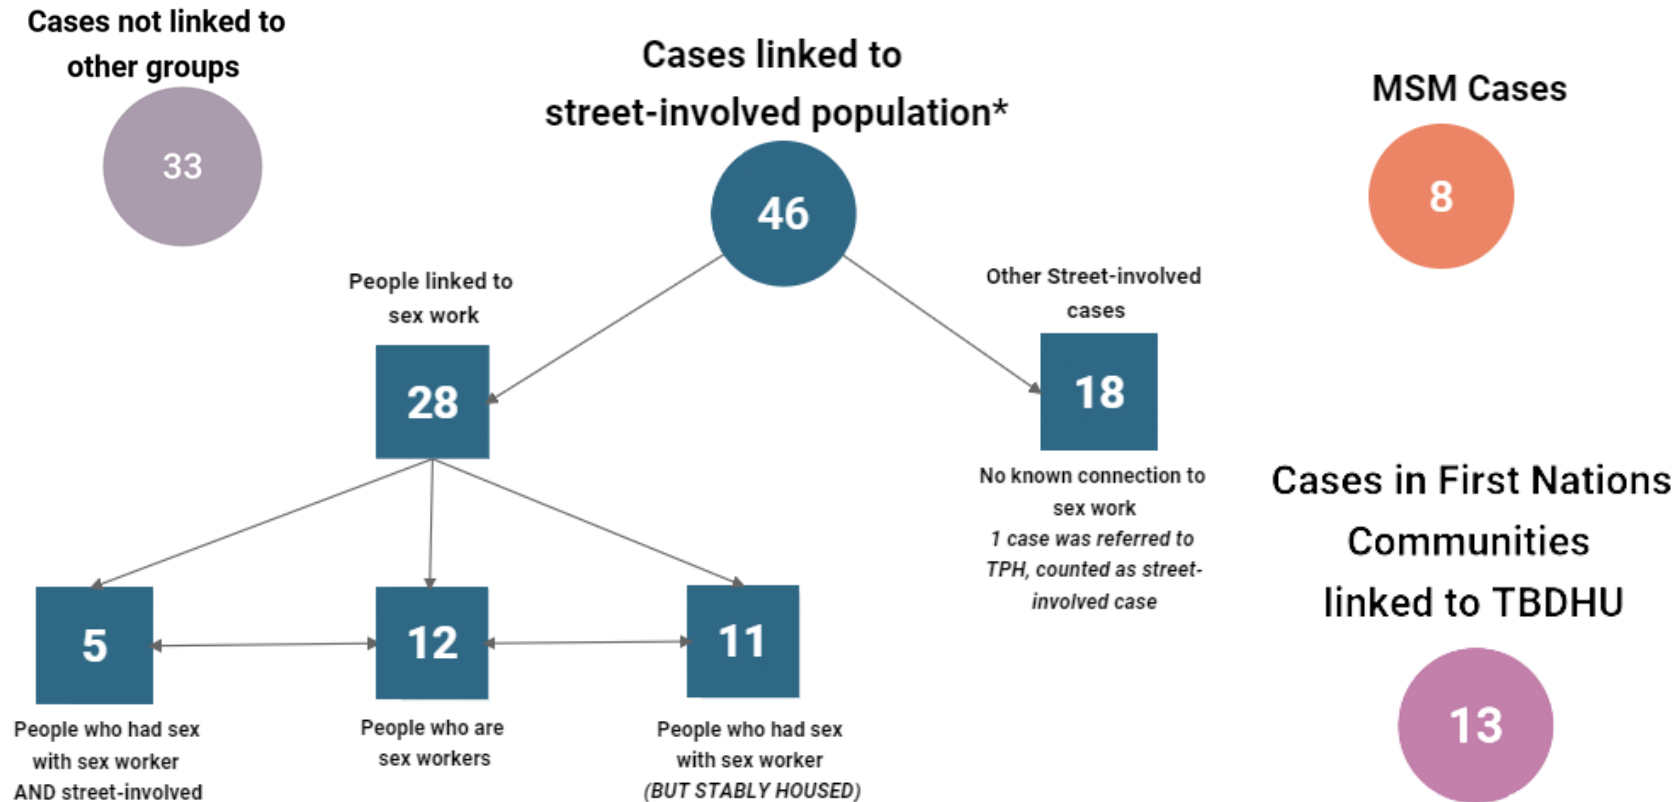 Cases not linked to
other groups
33
Cases linked to
street-involved population*
46
MSM Cases
8
People linked to
sex work
28
Other Street-involved
cases
18
No known connection to
sex work
1 case was referred to
TPH, counted as street-
involved case
5
People who had sex
with sex worker
AND street-involved
12
People who are
sex workers
11
People who had sex
with sex worker
(BUT STABLY HOUSED)
Cases in First Nations
Communities
linked to TBDHU
13